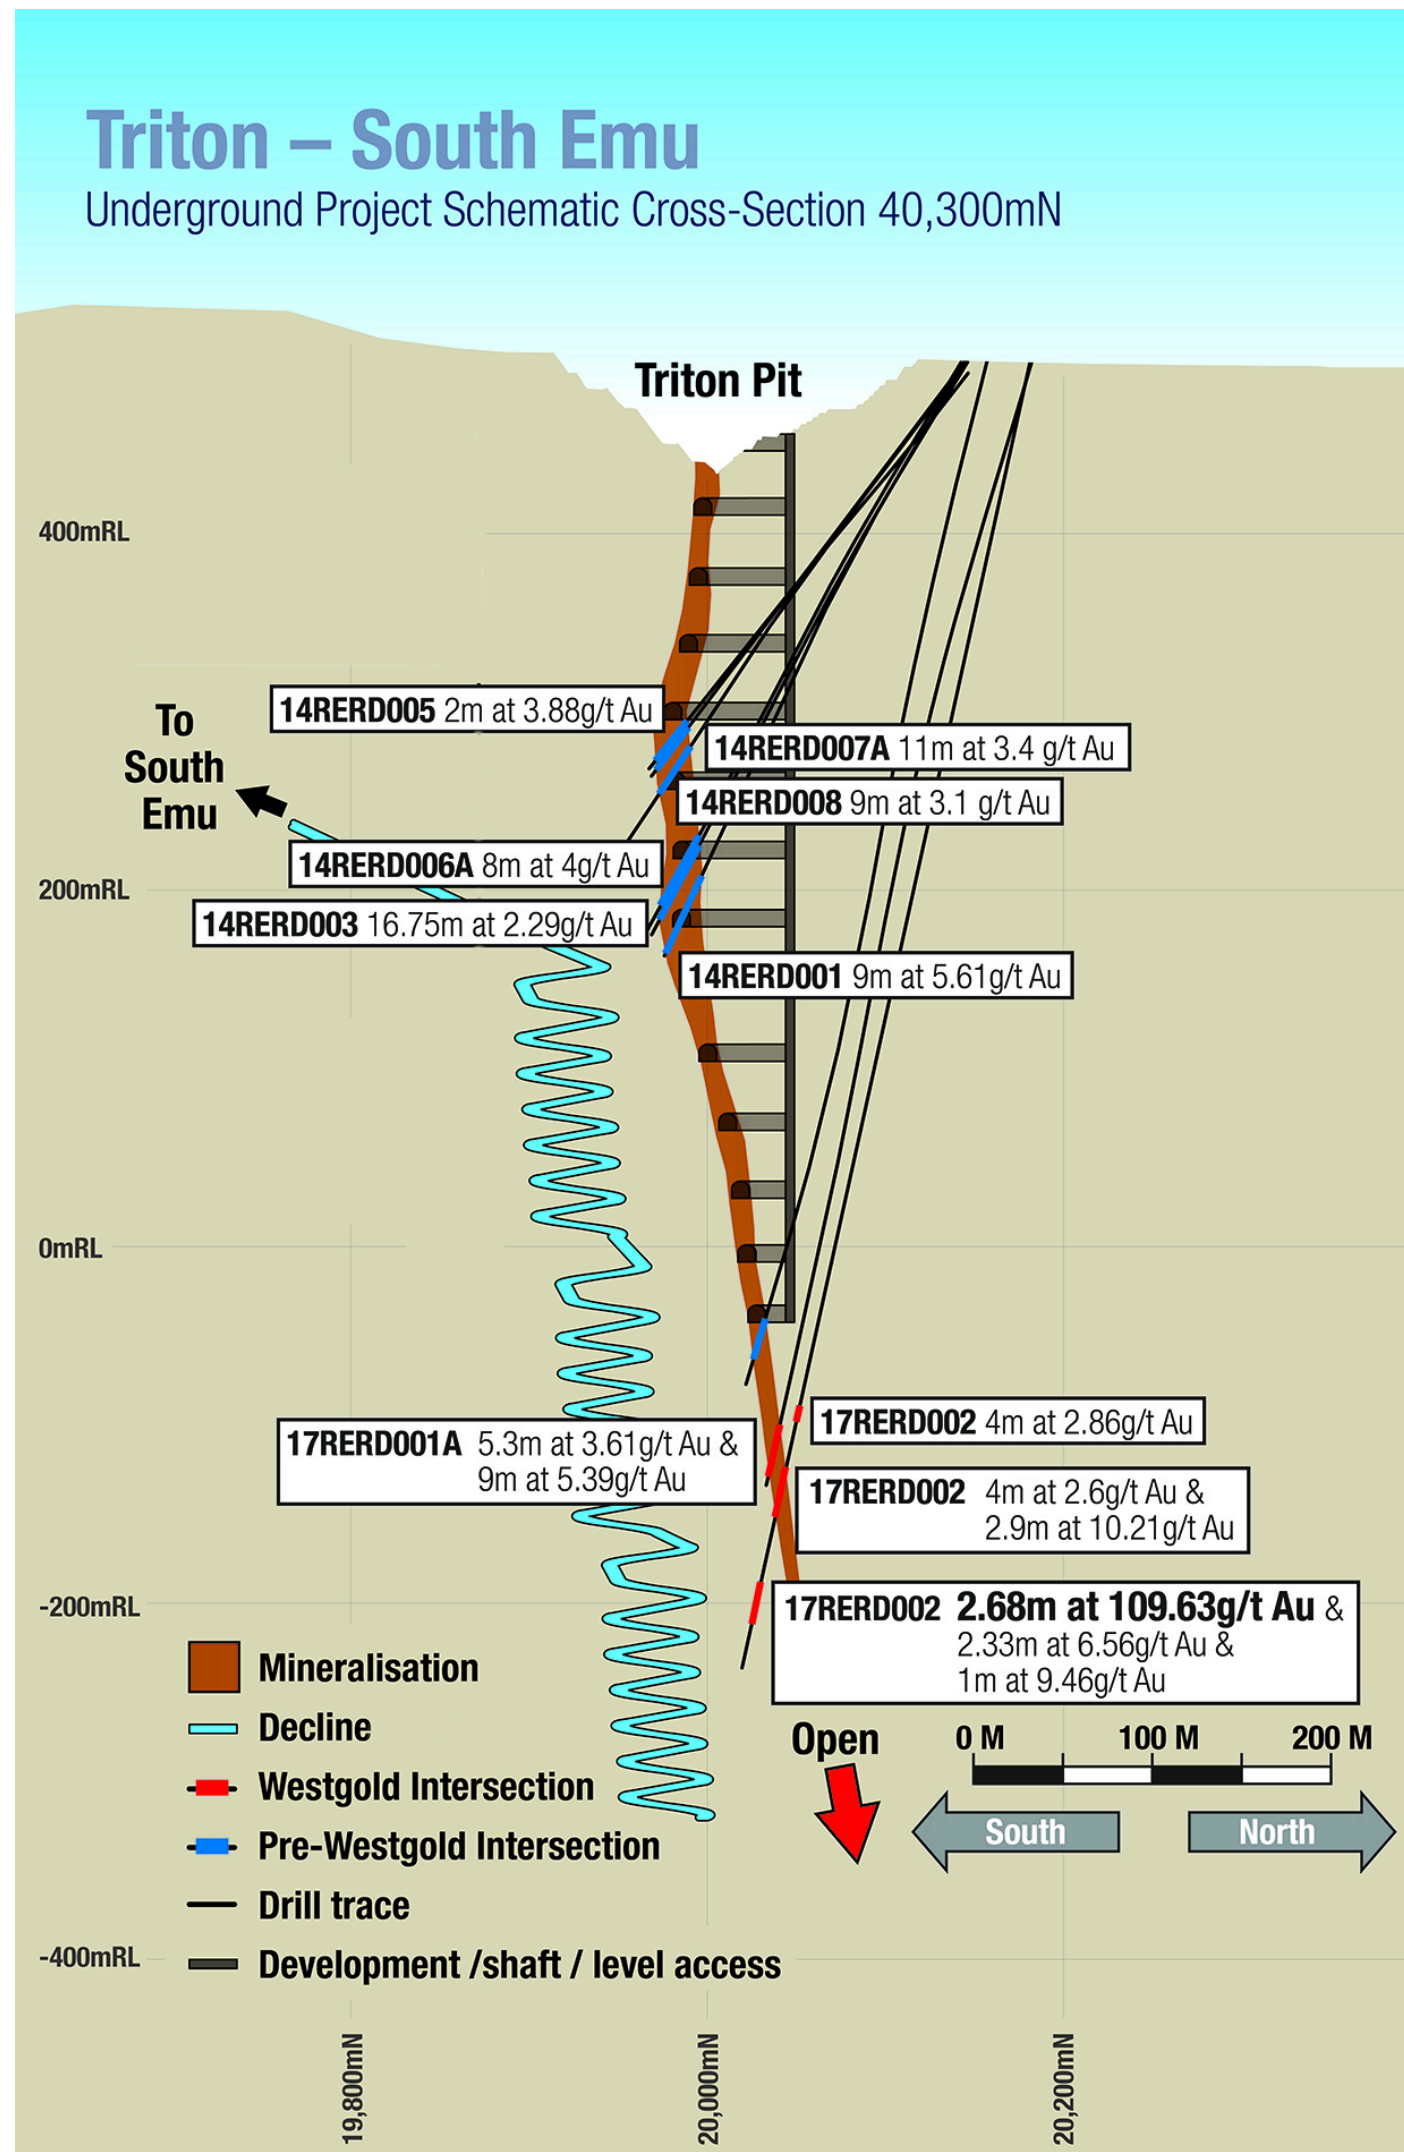 Triton – South Emu
Underground Project Schematic Cross-Section 40,300mN
Triton Pit
400mRL
14RERD005 2m at 3.88g/t Au
To
South
Emu
14RERD007A 11m at 3.4 g/t Au
14RERD008 9m at 3.1 g/t Au
14RERD006A 8m at 4g/t Au
200mRL
14RERD003 16.75m at 2.29g/t Au
14RERD001 9m at 5.61g/t Au
0mRL
17RERD002 4m at 2.86g/t Au
17RERD001A 5.3m at 3.61g/t Au &
9m at 5.39g/t Au
17RERD002 4m at 2.6g/t Au &
2.9m at 10.21g/t Au
-200mRL
17RERD002 2.68m at 109.63g/t Au &
2.33m at 6.56g/t Au &
1m at 9.46g/t Au
Mineralisation
Decline
Westgold Intersection
Pre-Westgold Intersection
Drill trace
Development /shaft / level access
Open
0 M 100 M 200 M
South
North
-400mRL
19,800mN
20,000mN
20,200mN